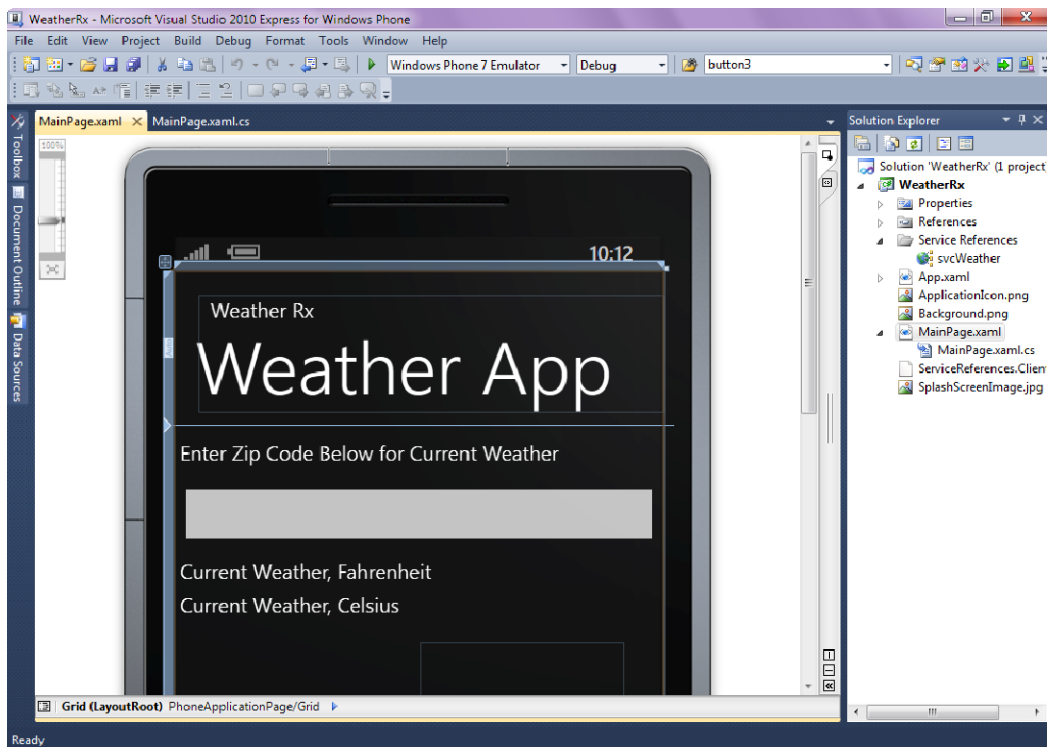 WeatherRx - Microsoft Visual Studio 2010 Express for Windows Phone
File Edit View Project Build Debug Format Tools Window Help
Windows Phone 7 Emulator Debug button3
MainPage.xaml MainPage.xaml.cs
Solution Explorer
Toolbox
Document Outline
Data Sources
100%
10:12
Weather Rx
Weather App
Enter Zip Code Below for Current Weather
Current Weather, Fahrenheit
Current Weather, Celsius
Solution 'WeatherRx' (1 project
WeatherRx
Properties
References
Service References
svcWeather
App.xaml
ApplicationIcon.png
Background.png
MainPage.xaml
MainPage.xaml.cs
ServiceReferences.Clien
SplashScreenImage.jpg
Grid (LayoutRoot) PhoneApplicationPage/Grid
Ready